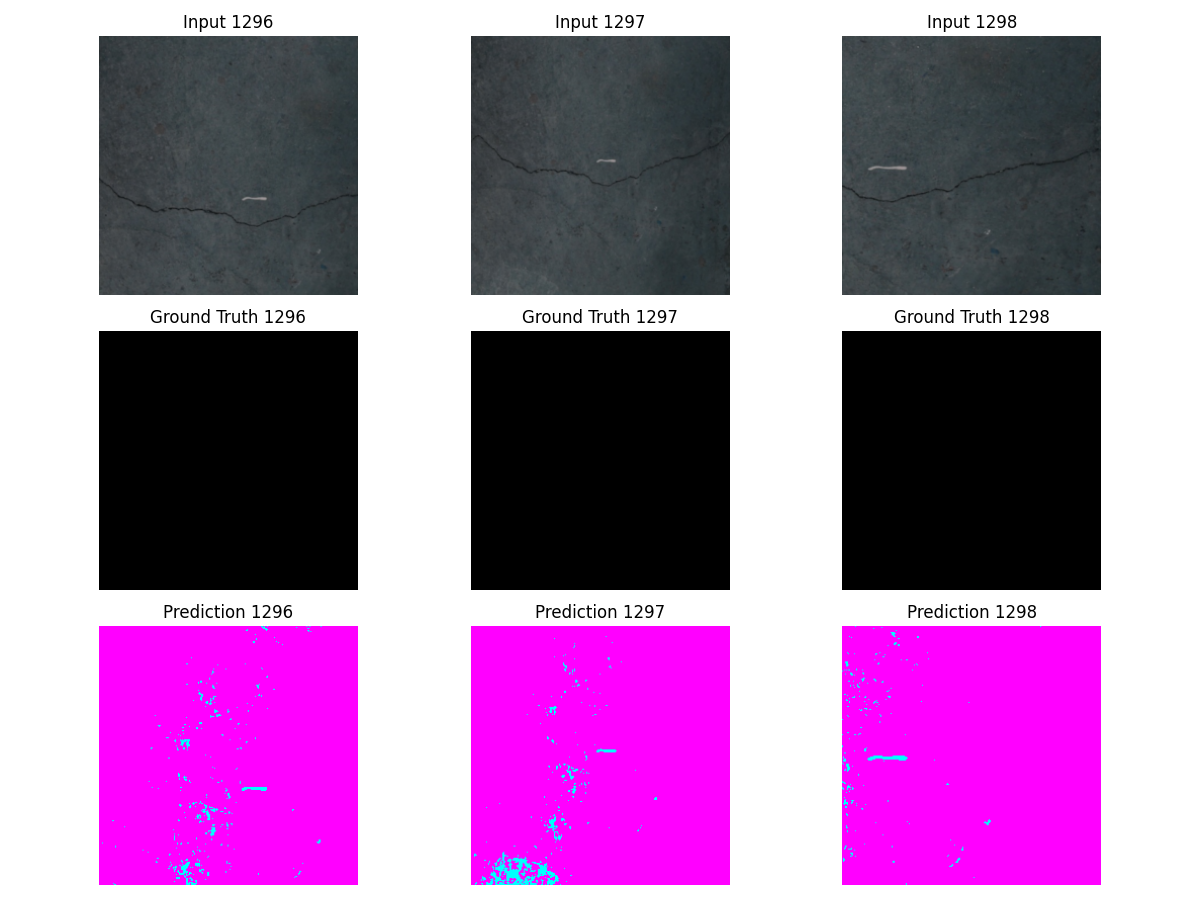 Input 1296
Input 1297
Input 1298
Ground Truth 1296
Ground Truth 1297
Ground Truth 1298
Prediction 1296
Prediction 1297
Prediction 1298